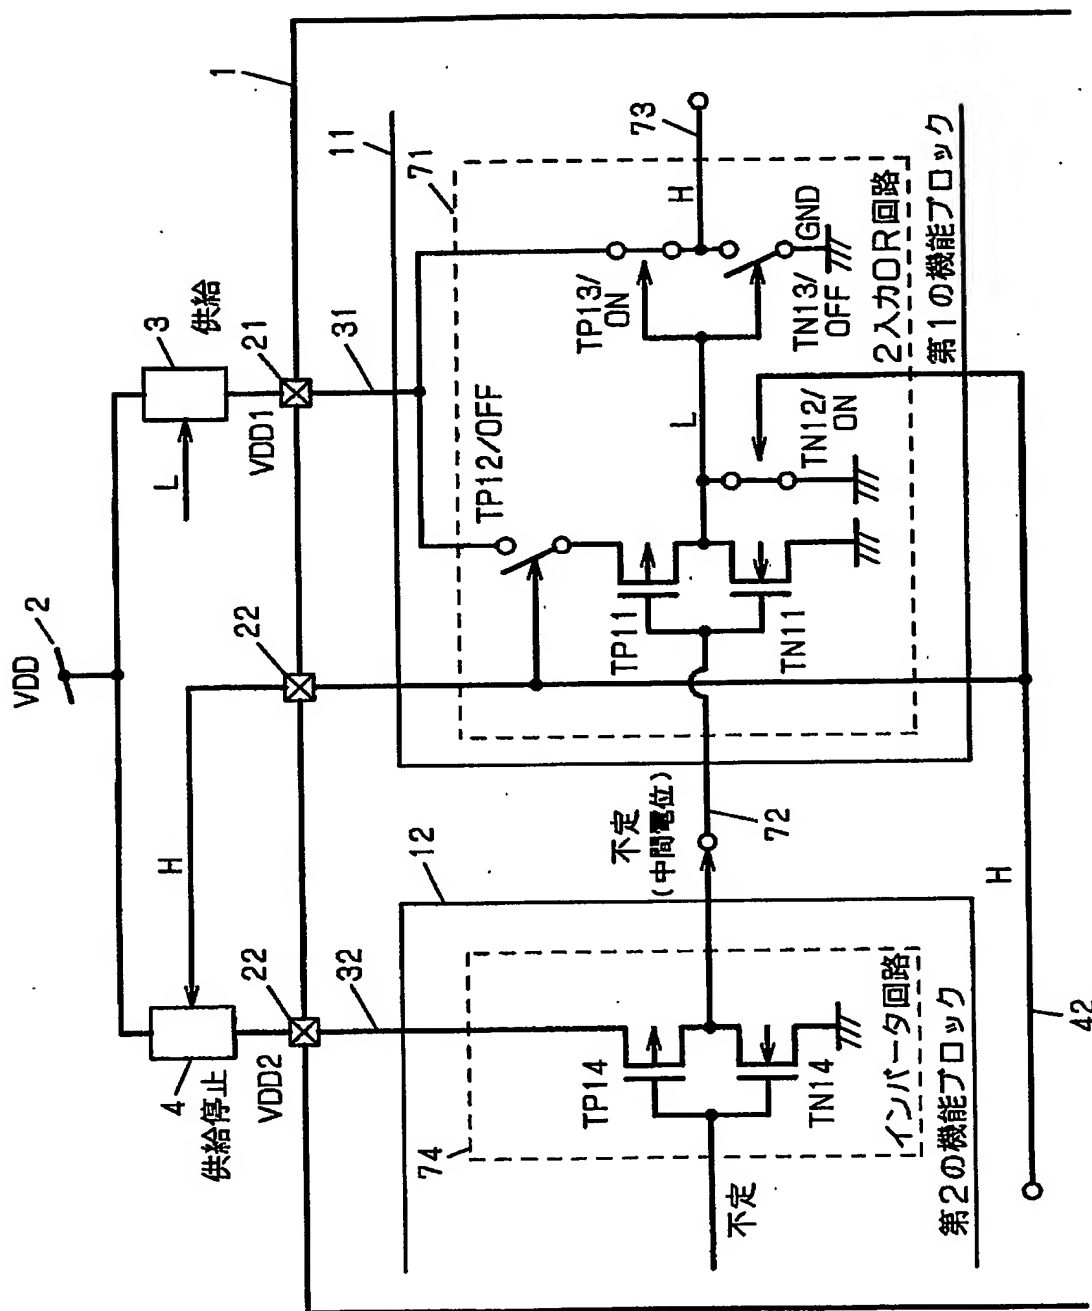 VDD
2
H
L
3
供給
4
供給停止
22
VDD2
22
VDD1
21
1
32
31
11
12
71
74
TP12/OFF
TP13/
ON
H
73
TP14
TN14
インバータ回路
第2の機能ブロック
不定
不定
(中間電位)
72
TP11
TN11
L
TN12/
ON
TN13/
OFF
GND
2入力OR回路
第1の機能ブロック
H
42